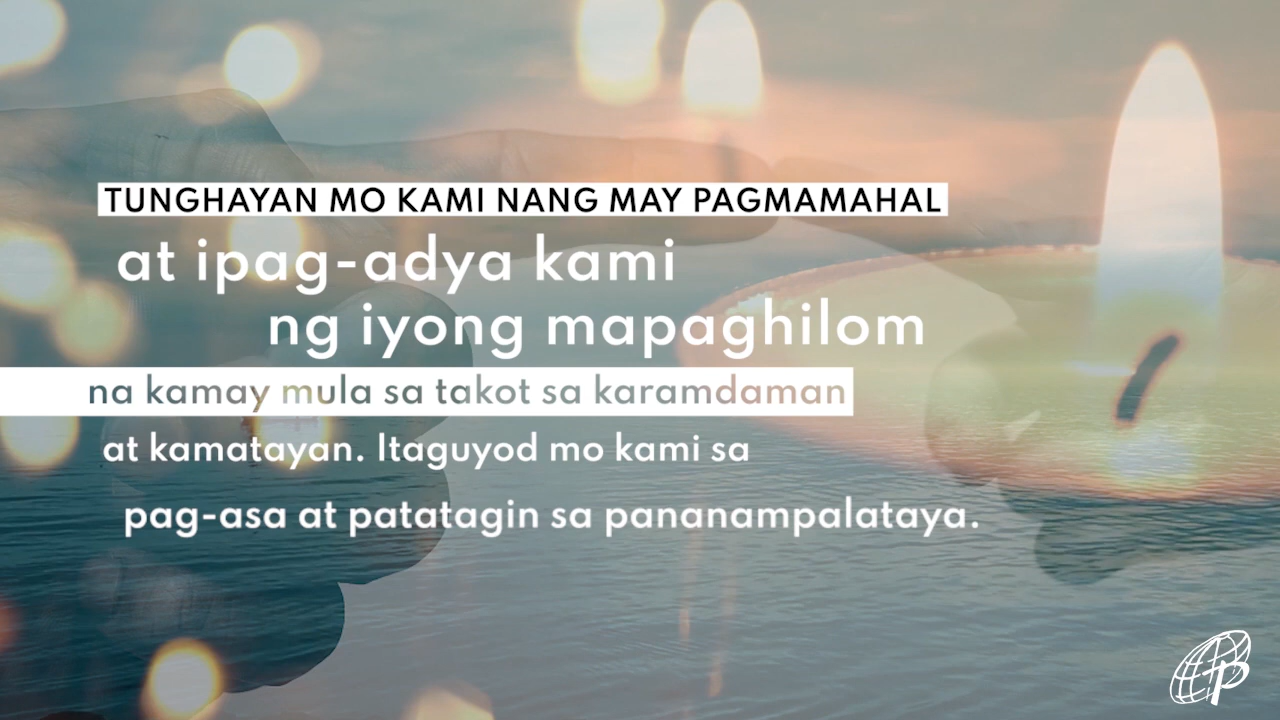 TUNGHAYAN MO KAMI NANG MAY PAGMAMAHAL
at ipag-adya kami
ng iyong mapaghilom
na kamay mula sa takot sa karamdaman
at kamatayan. Itaguyod mo kami sa
pag-asa at patatagin sa pananampalataya.